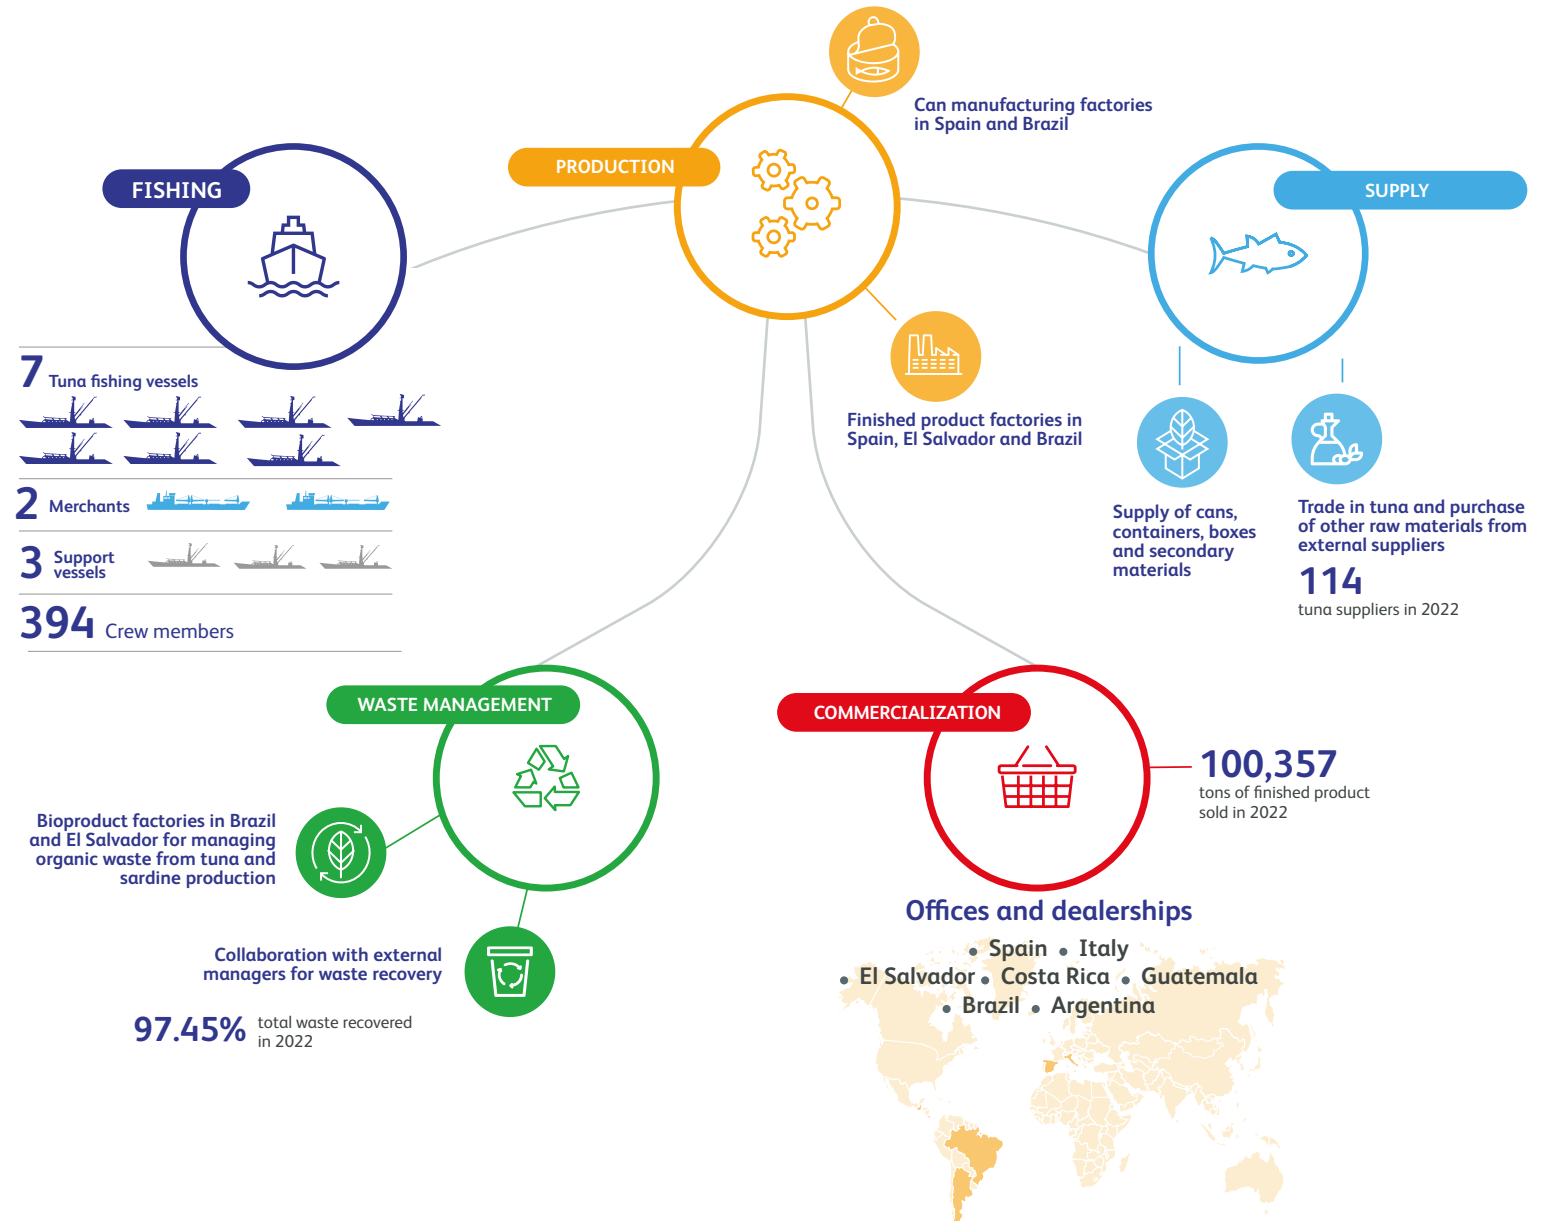 FISHING
7 Tuna fishing vessels
2 Merchants
3 Support
vessels
394 Crew members
PRODUCTION
Can manufacturing factories
in Spain and Brazil
Finished product factories in
Spain, El Salvador and Brazil
SUPPLY
Supply of cans,
containers, boxes
and secondary
materials
Trade in tuna and purchase
of other raw materials from
external suppliers
114
tuna suppliers in 2022
WASTE MANAGEMENT
Bioproduct factories in Brazil
and El Salvador for managing
organic waste from tuna and
sardine production
Collaboration with external
managers for waste recovery
97.45% total waste recovered
in 2022
COMMERCIALIZATION
100,357
tons of finished product
sold in 2022
Offices and dealerships
• Spain • Italy
• El Salvador • Costa Rica • Guatemala
• Brazil • Argentina